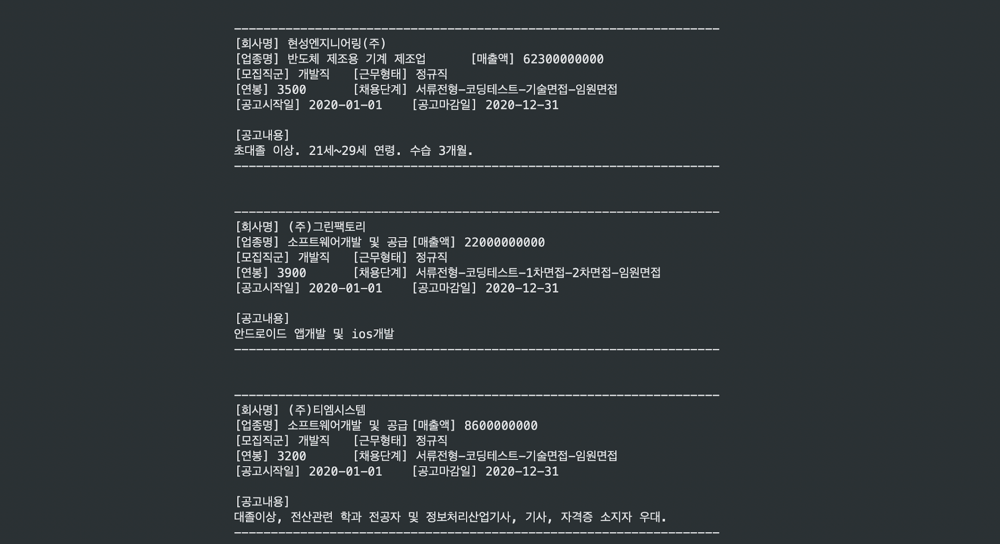 ------------------------------------------------------------------
[회사명] 현성엔지니어링(주)
[업종명] 반도체 제조용 기계 제조업 [매출액] 62300000000
[모집직군] 개발직 [근무형태] 정규직
[연봉] 3500 [채용단계] 서류전형-코딩테스트-기술면접-임원면접
[공고시작일] 2020-01-01 [공고마감일] 2020-12-31
[공고내용]
초대졸 이상. 21세~29세 연령. 수습 3개월.
------------------------------------------------------------------
------------------------------------------------------------------
[회사명] (주)그린팩토리
[업종명] 소프트웨어개발 및 공급 [매출액] 22000000000
[모집직군] 개발직 [근무형태] 정규직
[연봉] 3900 [채용단계] 서류전형-코딩테스트-1차면접-2차면접-임원면접
[공고시작일] 2020-01-01 [공고마감일] 2020-12-31
[공고내용]
안드로이드 앱개발 및 ios개발
------------------------------------------------------------------
------------------------------------------------------------------
[회사명] (주)티엠시스템
[업종명] 소프트웨어개발 및 공급 [매출액] 8600000000
[모집직군] 개발직 [근무형태] 정규직
[연봉] 3200 [채용단계] 서류전형-코딩테스트-기술면접-임원면접
[공고시작일] 2020-01-01 [공고마감일] 2020-12-31
[공고내용]
대졸이상, 전산관련 학과 전공자 및 정보처리산업기사, 기사, 자격증 소지자 우대.
------------------------------------------------------------------